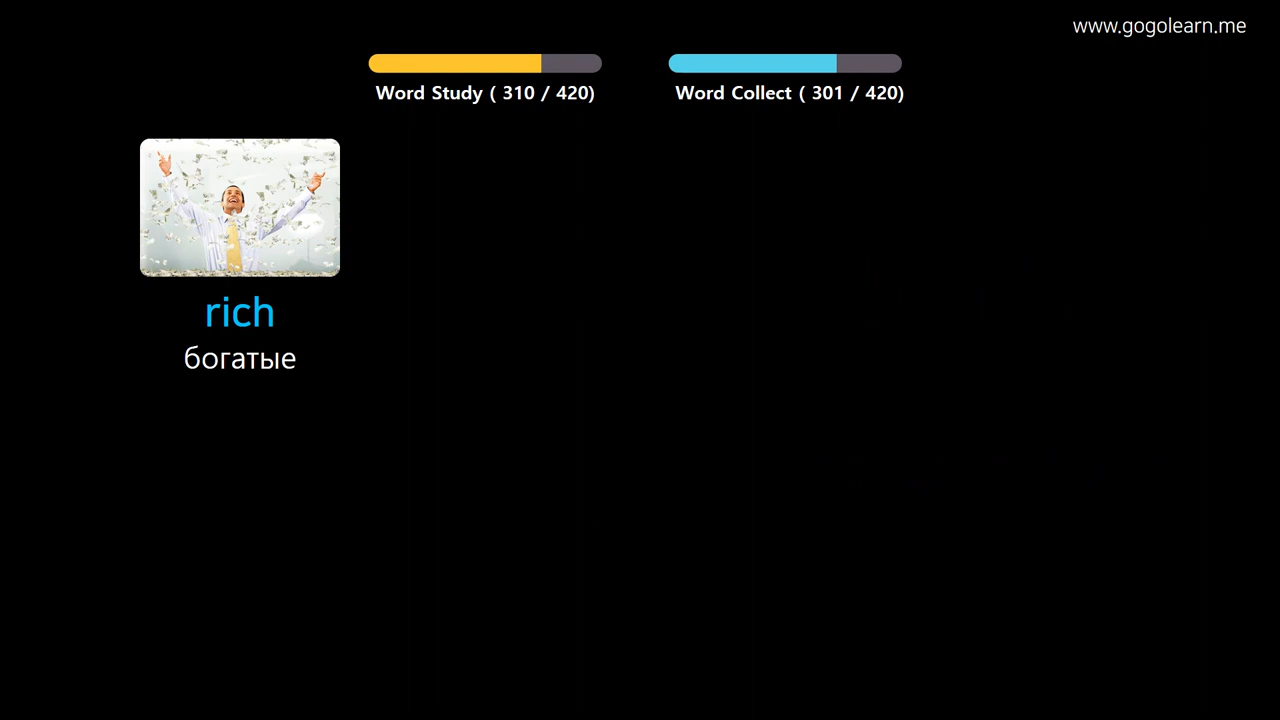 www.gogolearn.me
Word Study ( 310 / 420)
Word Collect ( 301 / 420)
rich
богатые